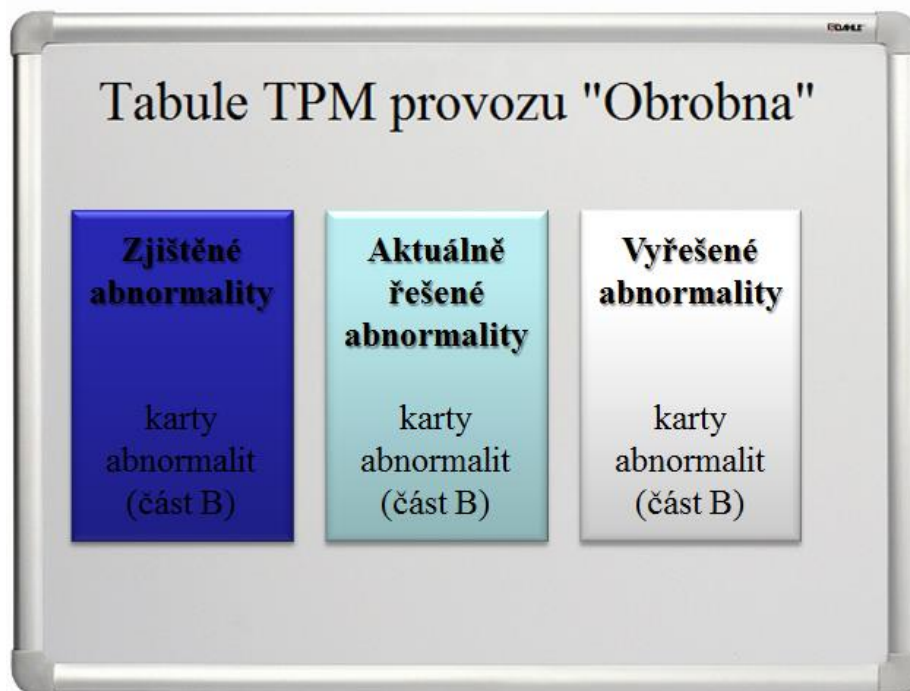 DAHLE
Tabule TPM provozu "Obrobna"
Zjištěné
abnormality
karty
abnormalit
(část B)
Aktuálně
řešené
abnormality
karty
abnormalit
(část B)
Vyřešené
abnormality
karty
abnormalit
(část B)